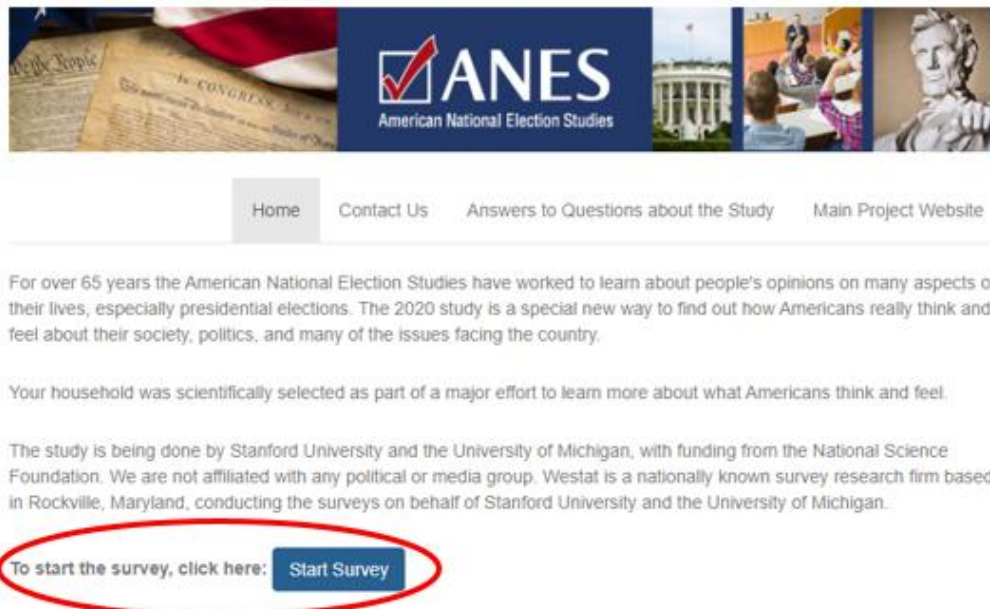 We the People
In CONGRESS, July 4
ANES
American National Election Studies
Home Contact Us Answers to Questions about the Study Main Project Website
For over 65 years the American National Election Studies have worked to learn about people's opinions on many aspects o
their lives, especially presidential elections. The 2020 study is a special new way to find out how Americans really think and
feel about their society, politics, and many of the issues facing the country.
Your household was scientifically selected as part of a major effort to learn more about what Americans think and feel.
The study is being done by Stanford University and the University of Michigan, with funding from the National Science
Foundation. We are not affiliated with any political or media group. Westat is a nationally known survey research firm based
in Rockville, Maryland, conducting the surveys on behalf of Stanford University and the University of Michigan.
To start the survey, click here: Start Survey